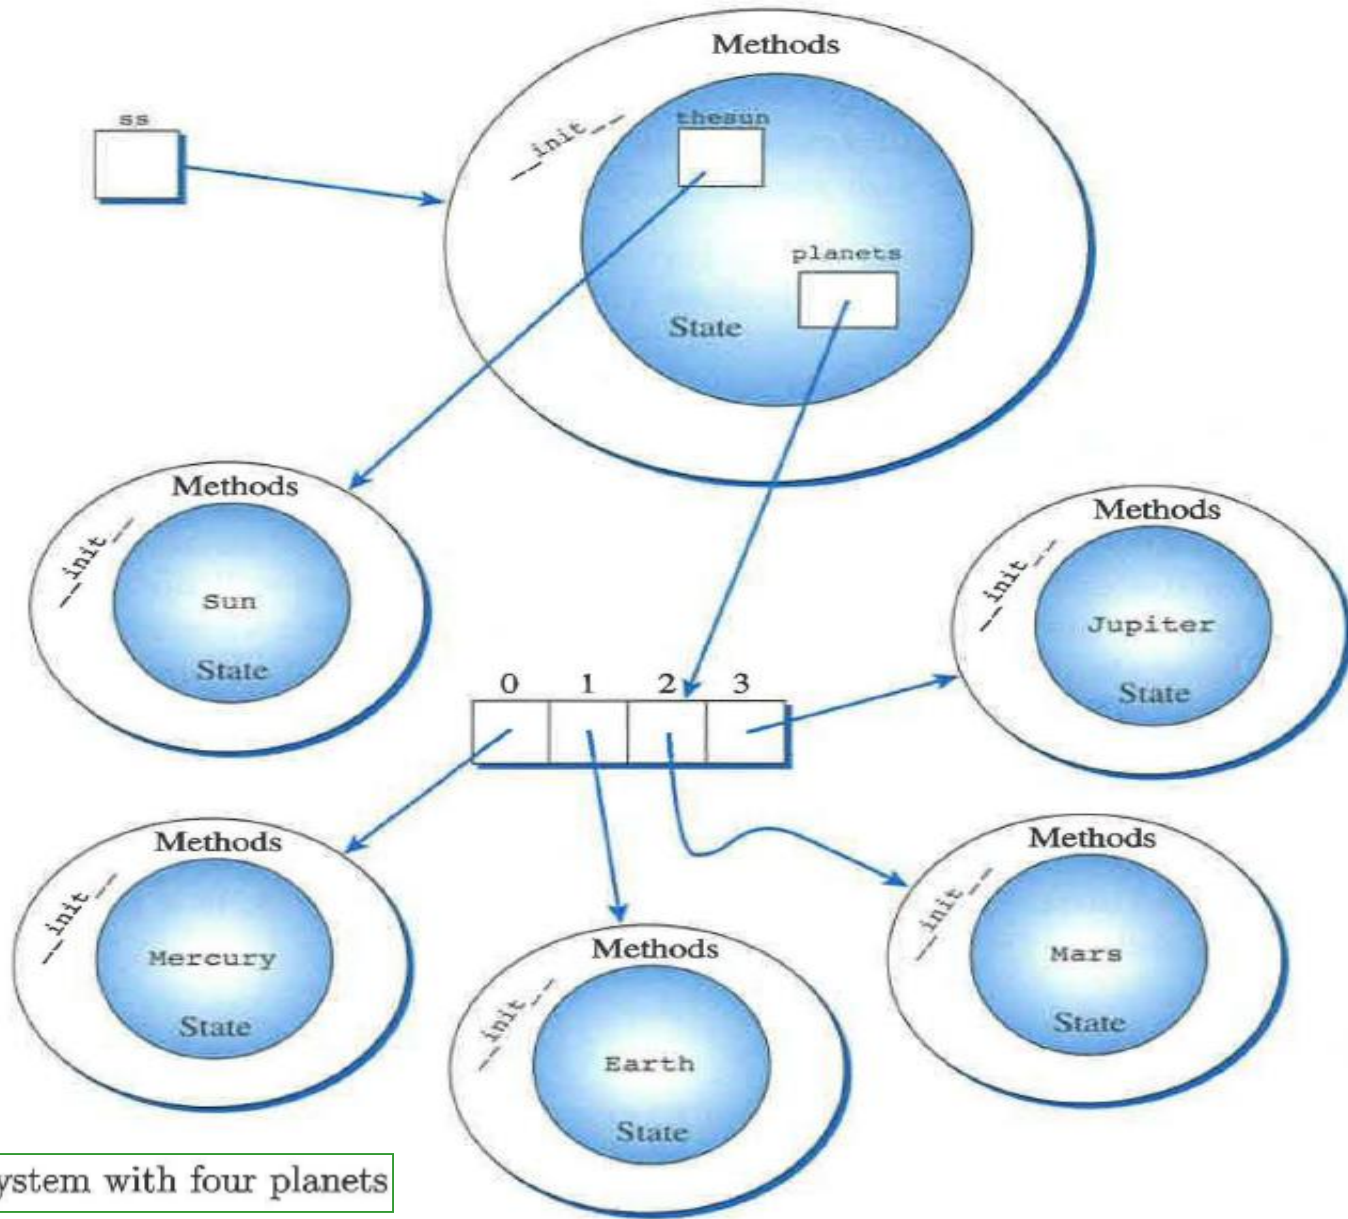 Methods
ss
__init__
thesun
planets
State
Methods
__init__
Sun
State
Methods
__init__
Jupiter
State
0 1 2 3
Methods
__init__
Mercury
State
Methods
__init__
Earth
State
Methods
__init__
Mars
State
ystem with four planets